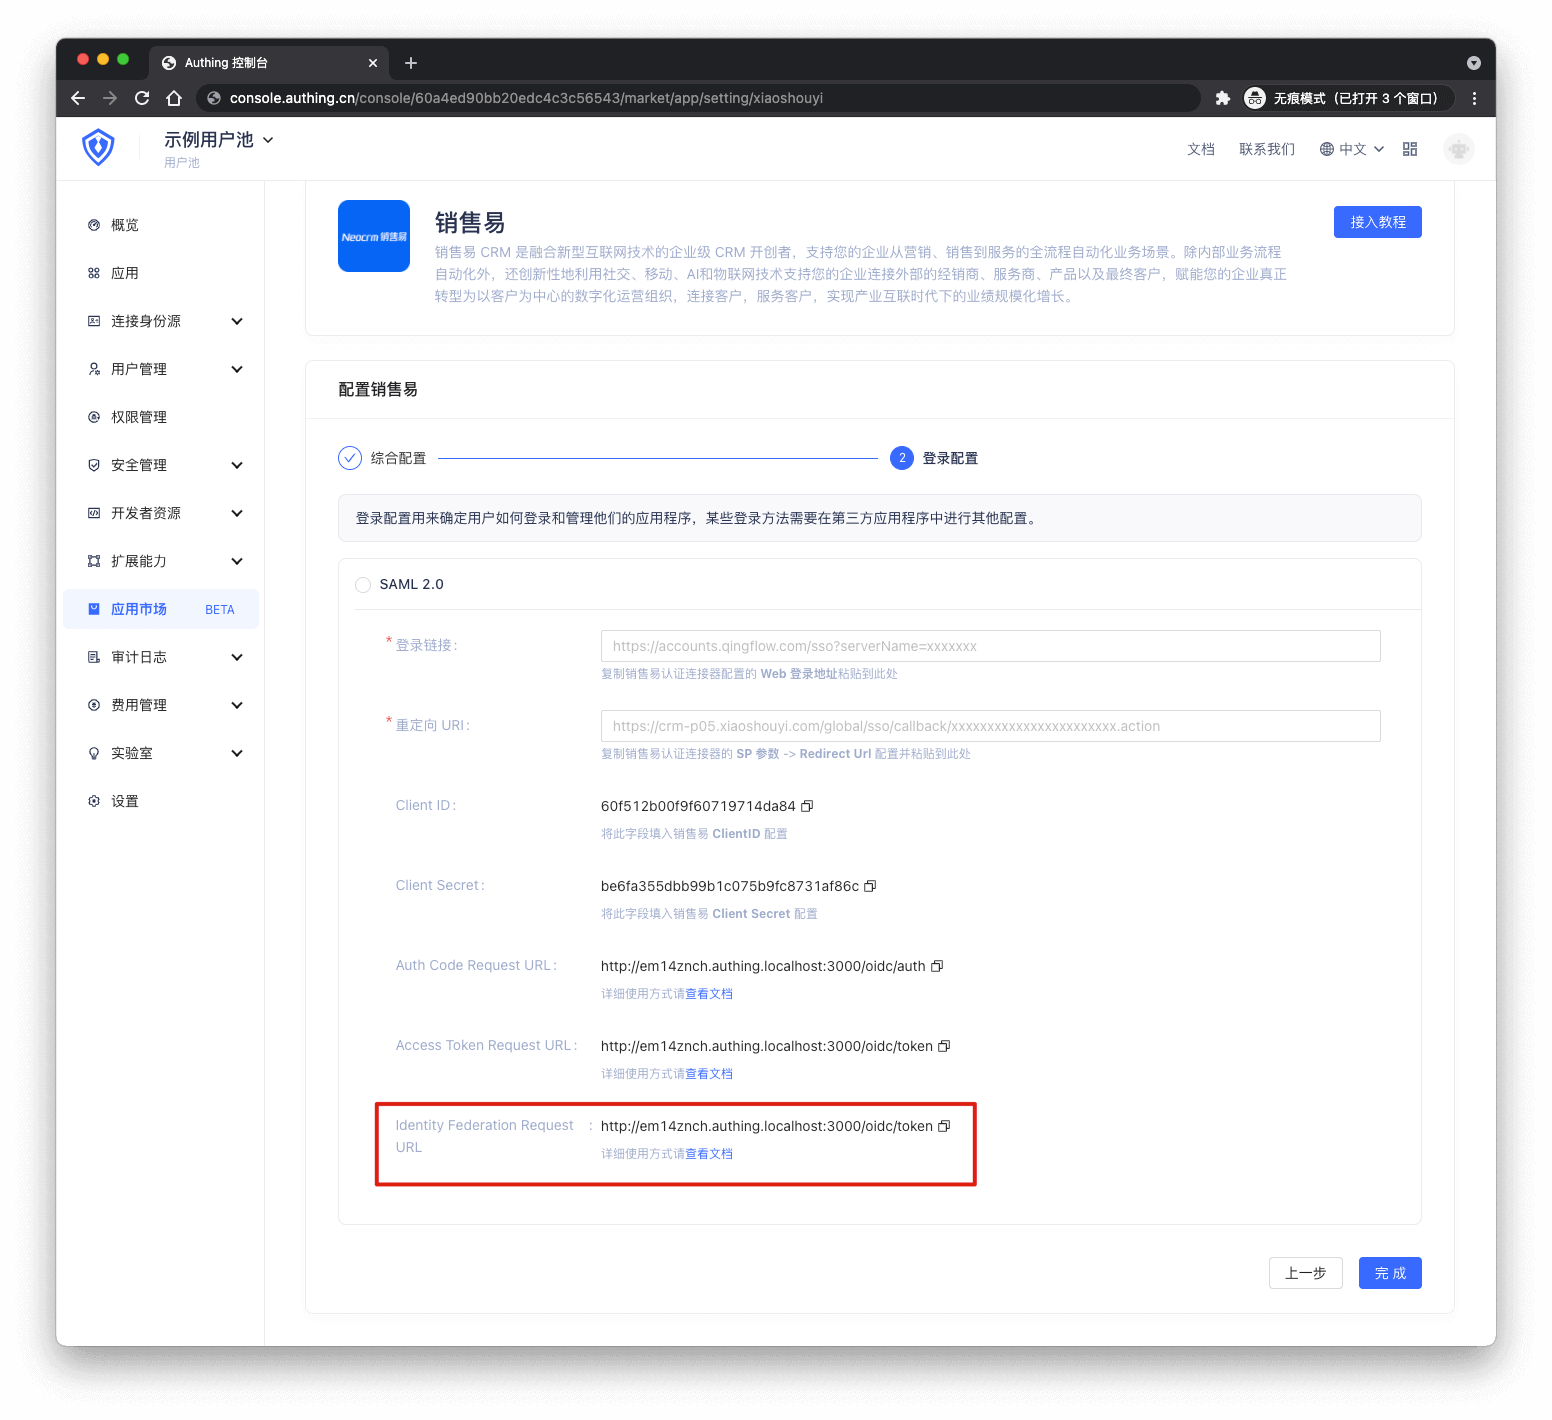 Authing 控制台
console.authing.cn/console/60a4ed90bb20edc4c3c56543/market/app/setting/xiaoshouyi
无痕模式（已打开 3 个窗口）
示例用户池
用户池
文档
联系我们
中文
概览
应用
连接身份源
用户管理
权限管理
安全管理
开发者资源
扩展能力
应用市场 BETA
审计日志
费用管理
实验室
设置
Neocrm 销售易
销售易
接入教程
销售易 CRM 是融合新型互联网技术的企业级 CRM 开创者，支持您的企业从营销、销售到服务的全流程自动化业务场景。除内部业务流程
自动化外，还创新性地利用社交、移动、AI和物联网技术支持您的企业连接外部的经销商、服务商、产品以及最终客户，赋能您的企业真正
转型为以客户为中心的数字化运营组织，连接客户，服务客户，实现产业互联时代下的业绩规模化增长。
配置销售易
综合配置
2 登录配置
登录配置用来确定用户如何登录和管理他们的应用程序，某些登录方法需要在第三方应用程序中进行其他配置。
SAML 2.0
* 登录链接: https://accounts.qingflow.com/sso?serverName=xxxxxxx
复制销售易认证连接器配置的 Web 登录地址粘贴到此处
* 重定向 URI: https://crm-p05.xiaoshouyi.com/global/sso/callback/xxxxxxxxxxxxxxxxxxxxxxx.action
复制销售易认证连接器的 SP 参数 -> Redirect Url 配置并粘贴到此处
Client ID: 60f512b00f9f60719714da84
将此字段填入销售易 ClientID 配置
Client Secret: be6fa355dbb99b1c075b9fc8731af86c
将此字段填入销售易 Client Secret 配置
Auth Code Request URL: http://em14znch.authing.localhost:3000/oidc/auth
详细使用方式请查看文档
Access Token Request URL: http://em14znch.authing.localhost:3000/oidc/token
详细使用方式请查看文档
Identity Federation Request URL : http://em14znch.authing.localhost:3000/oidc/token
详细使用方式请查看文档
上一步
完 成